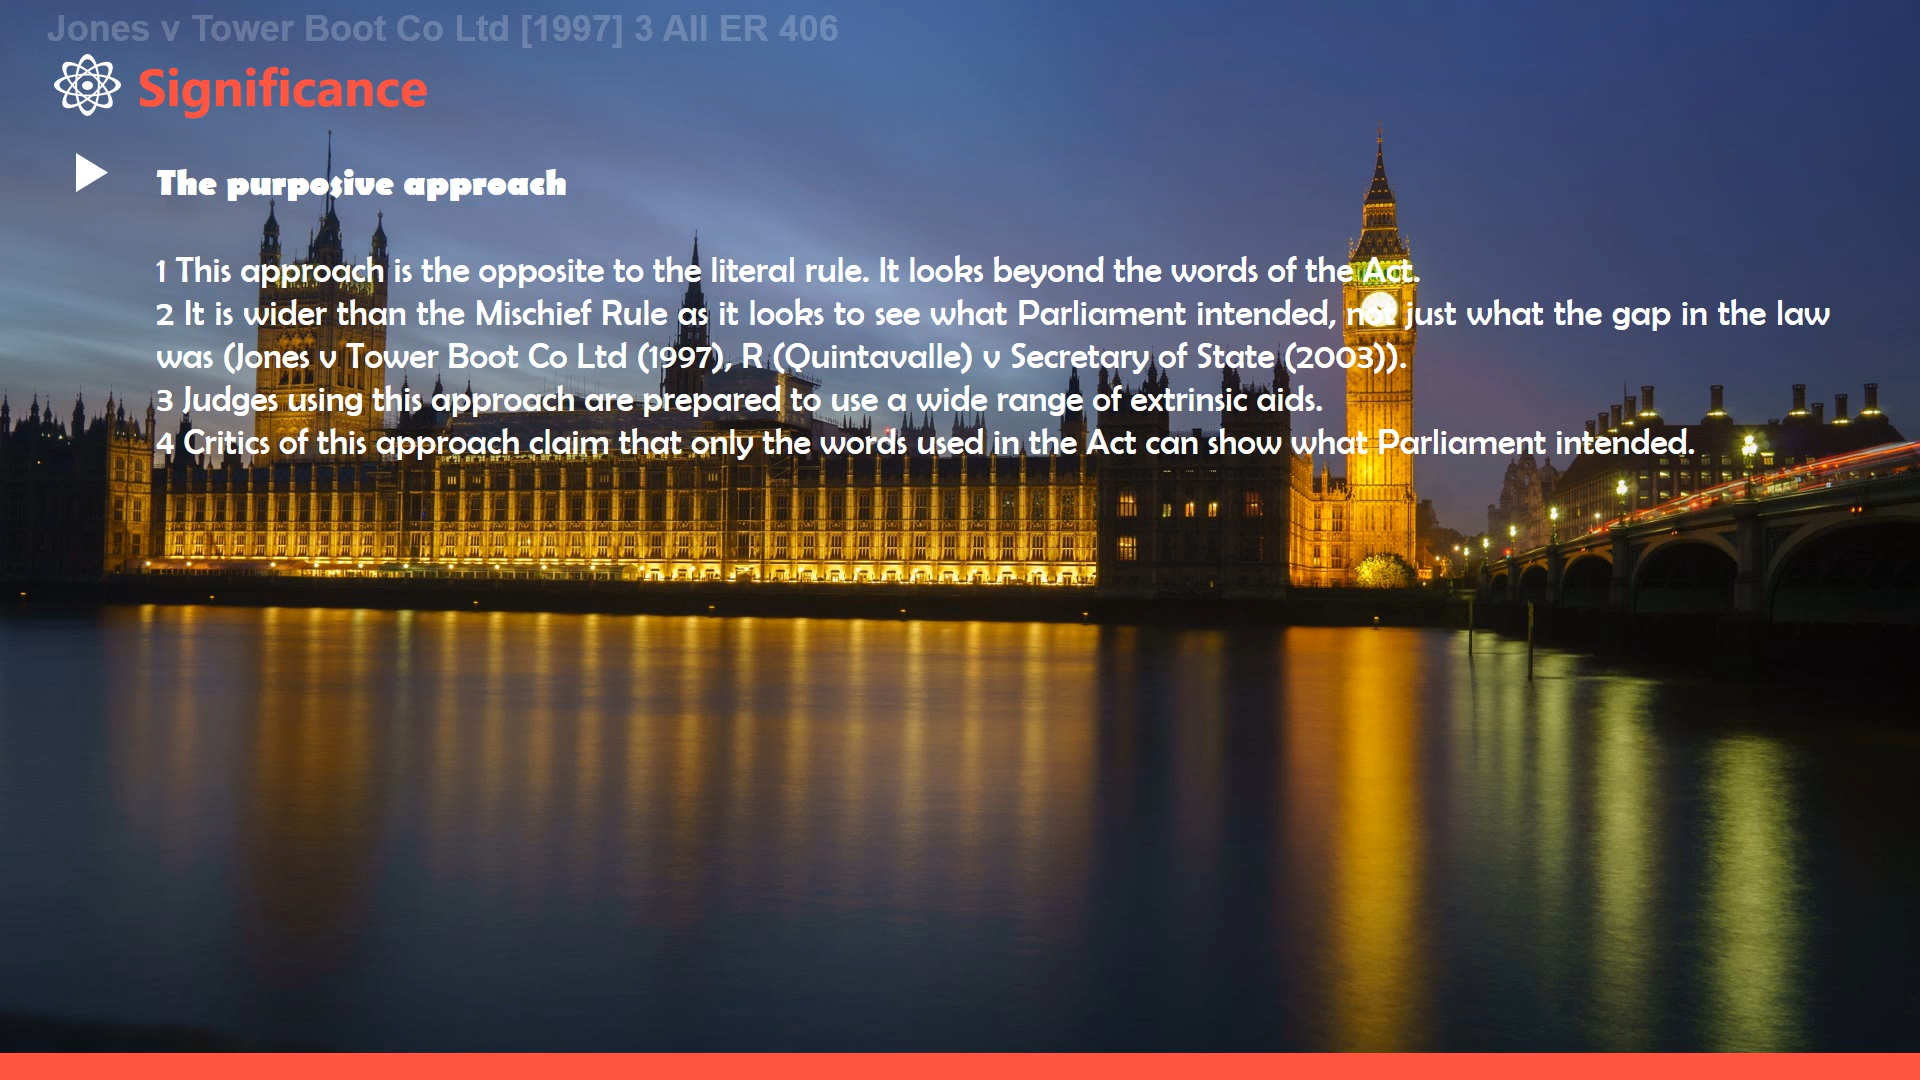 Jones v Tower Boot Co Ltd [1997] 3 All ER 406
Significance
The purposive approach
1 This approach is the opposite to the literal rule. It looks beyond the words of the Act.
2 It is wider than the Mischief Rule as it looks to see what Parliament intended, not just what the gap in the law
was (Jones v Tower Boot Co Ltd (1997), R (Quintavalle) v Secretary of State (2003)).
3 Judges using this approach are prepared to use a wide range of extrinsic aids.
4 Critics of this approach claim that only the words used in the Act can show what Parliament intended.